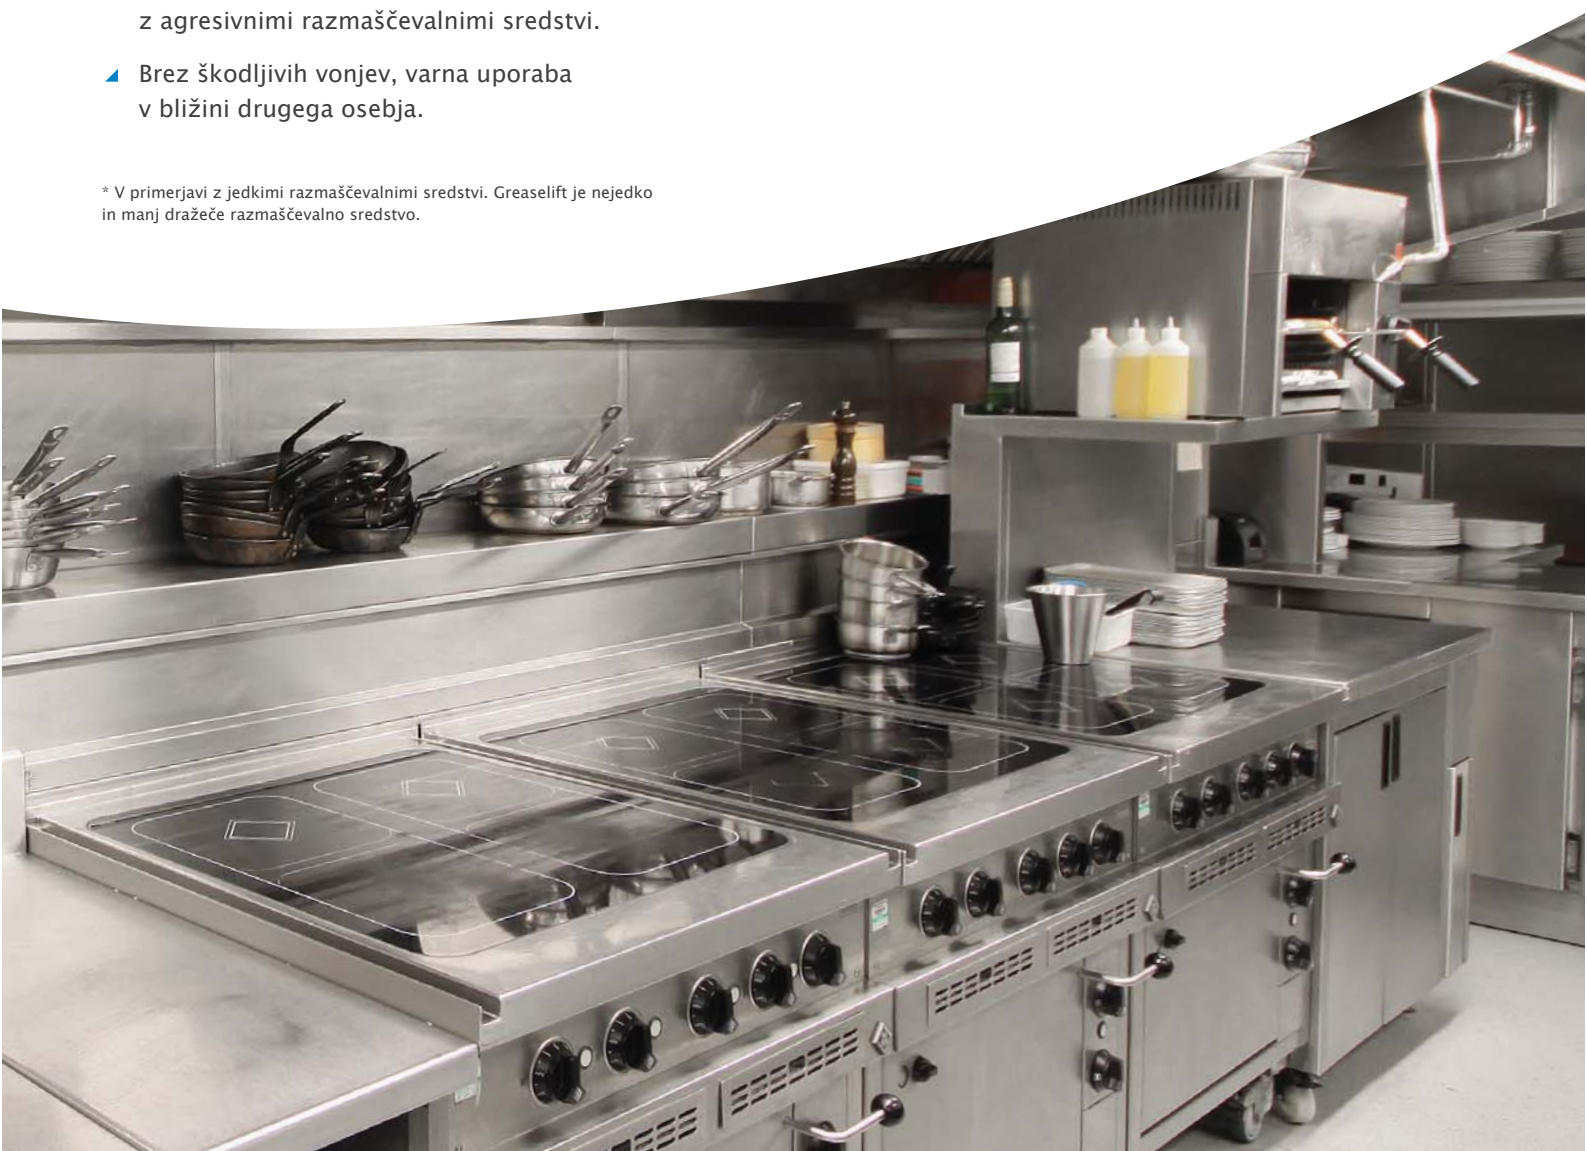 z agresivnimi razmaščevalnimi sredstvi.
Brez škodljivih vonjev, varna uporaba
v bližini drugega osebja.
* V primerjavi z jedkimi razmaščevalnimi sredstvi. Greaselift je nejedko
in manj dražeče razmaščevalno sredstvo.